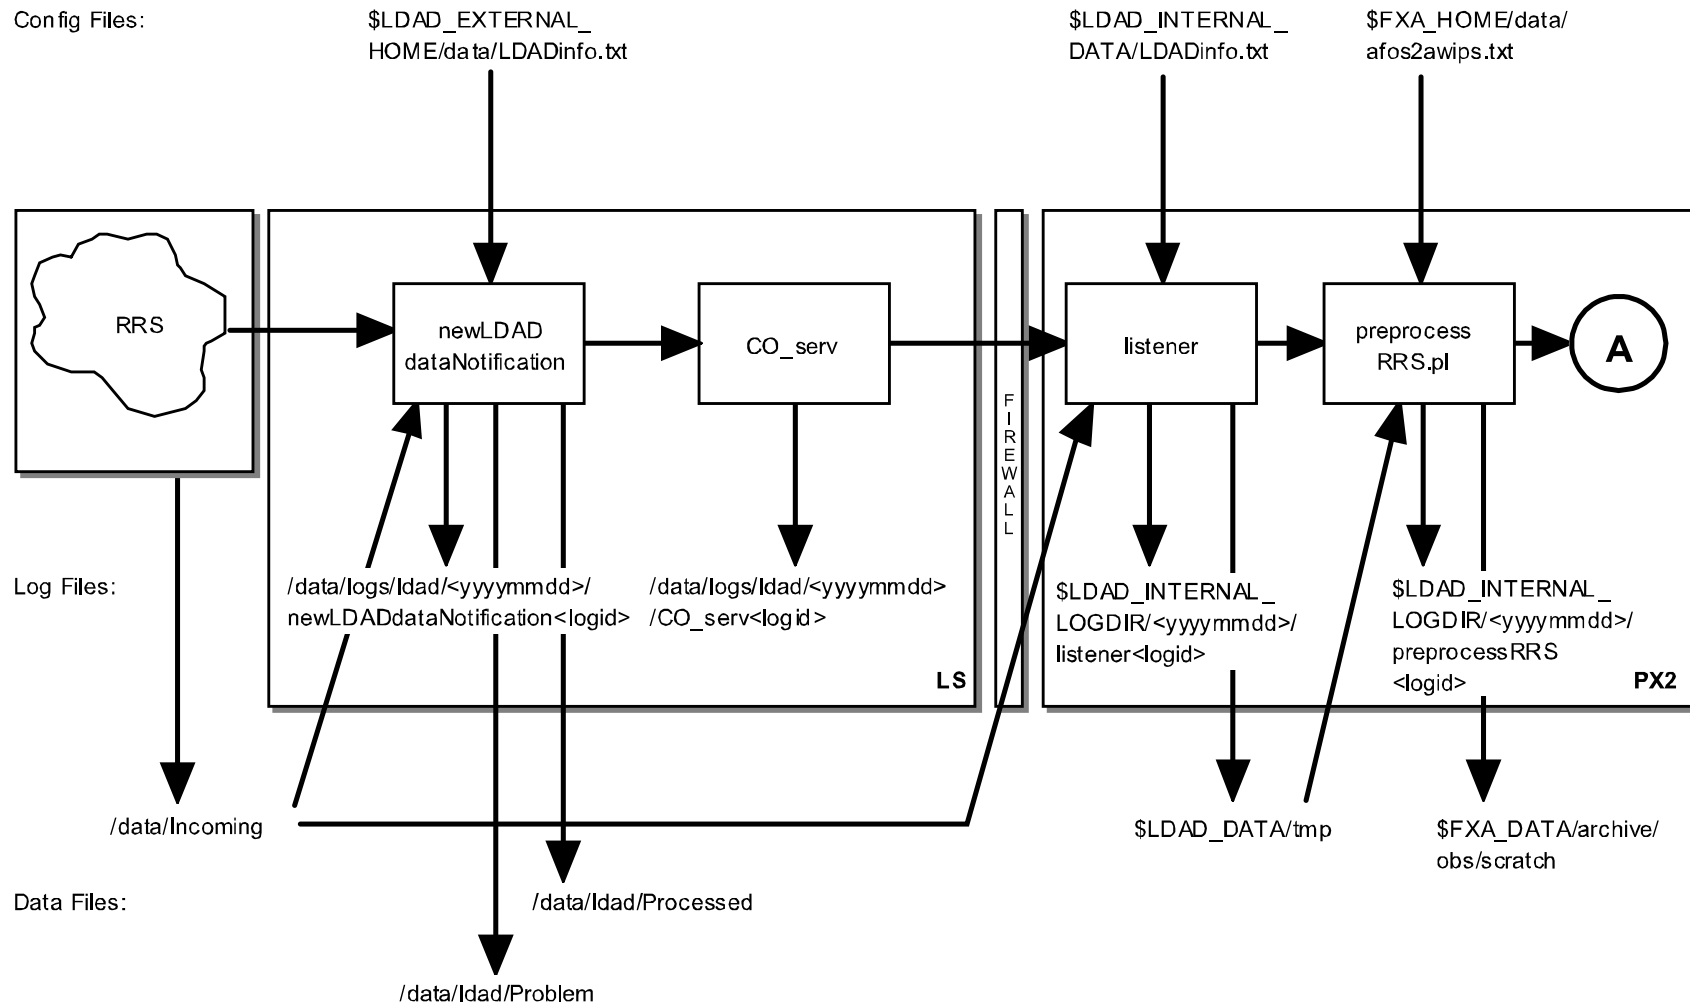 Config Files:
$LDAD_EXTERNAL_
HOME/data/LDADinfo.txt
$LDAD_INTERNAL_
DATA/LDADinfo.txt
$FXA_HOME/data/
afos2awips.txt
RRS
newLDAD
dataNotification
CO_serv
FIREWALL
listener
preprocess
RRS.pl
A
Log Files:
/data/logs/ldad/<yyyymmdd>/
newLDADdataNotification<logid>
/data/logs/ldad/<yyyymmdd>
/CO_serv<logid>
LS
$LDAD_INTERNAL_
LOGDIR/<yyyymmdd>/
listener<logid>
$LDAD_INTERNAL_
LOGDIR/<yyyymmdd>/
preprocessRRS
<logid>
PX2
/data/Incoming
$LDAD_DATA/tmp
$FXA_DATA/archive/
obs/scratch
Data Files:
/data/ldad/Processed
/data/ldad/Problem